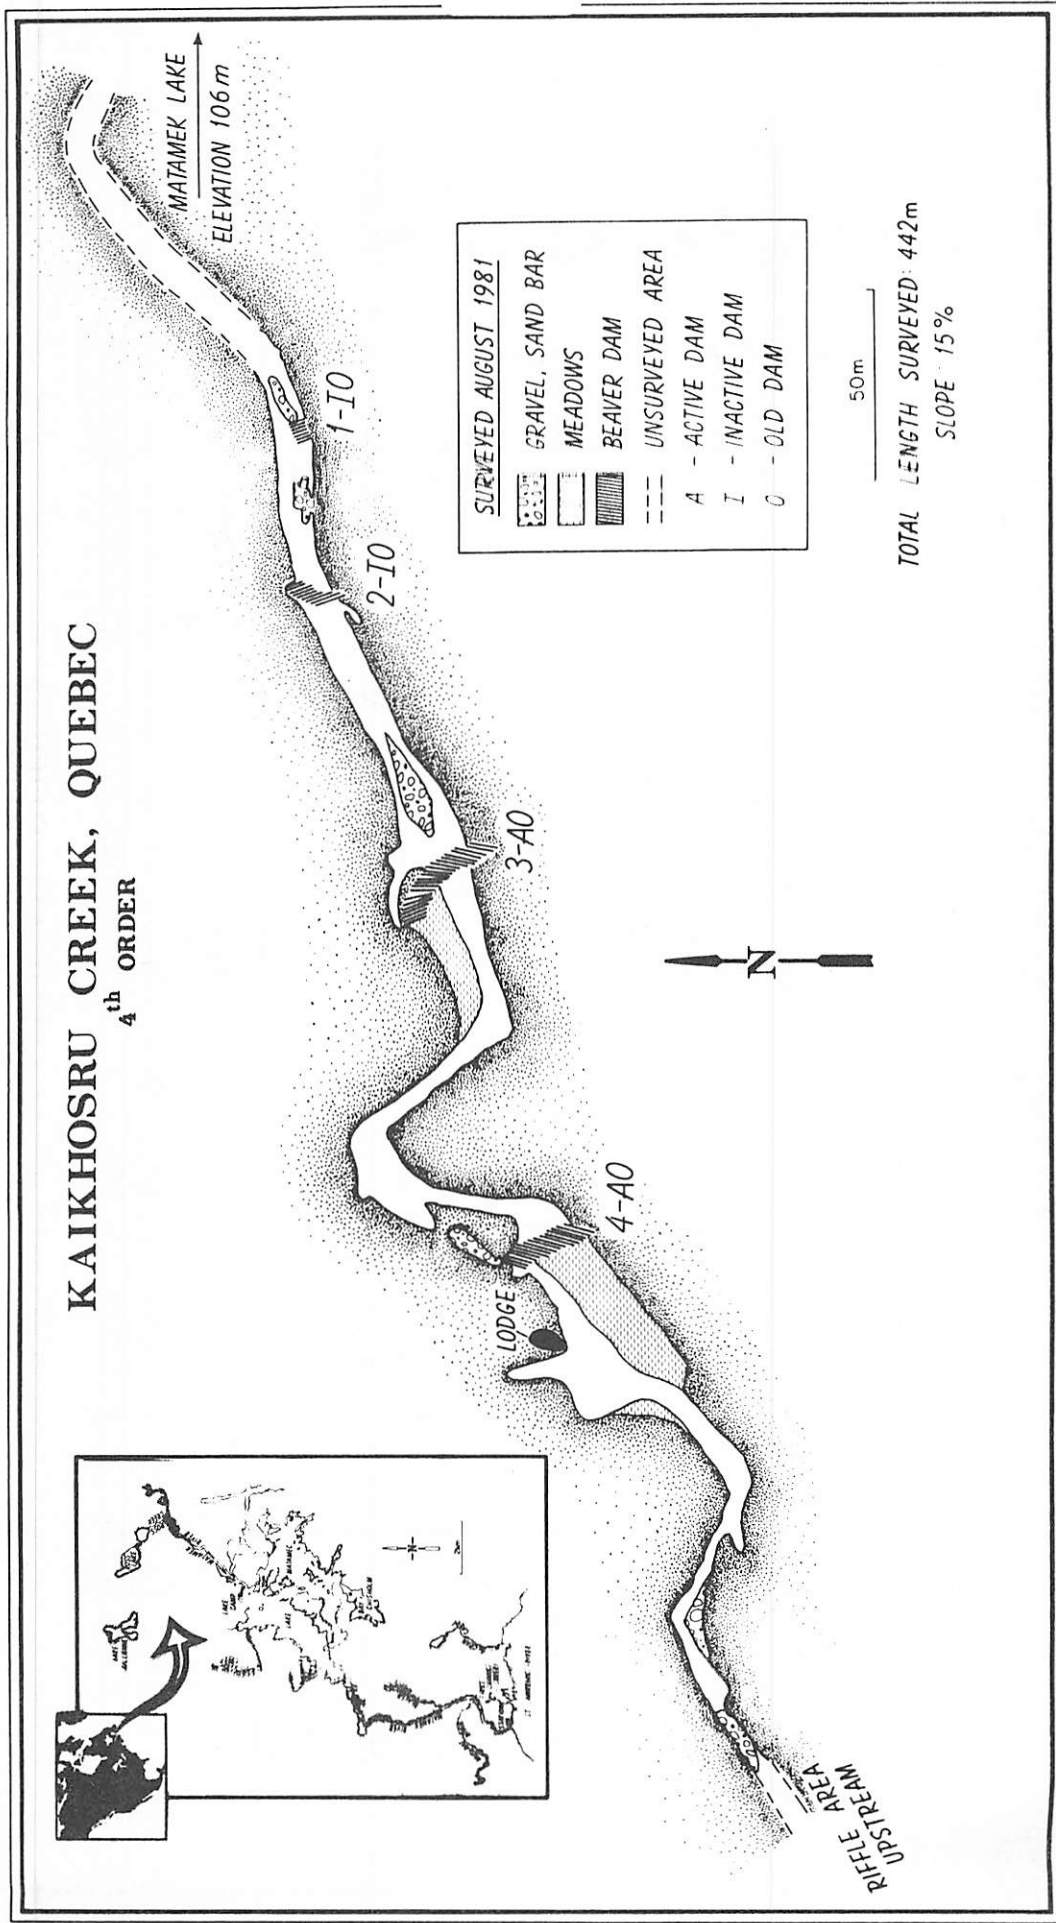 KAIKHOSRU CREEK, QUEBEC
4th ORDER
MATAMEK LAKE
ELEVATION 106m
1-IO
2-IO
3-AO
4-AO
LODGE
RIFFLE AREA
UPSTREAM
N
SURVEYED AUGUST 1981
GRAVEL, SAND BAR
MEADOWS
BEAVER DAM
UNSURVEYED AREA
A - ACTIVE DAM
I - INACTIVE DAM
O - OLD DAM
50m
TOTAL LENGTH SURVEYED: 442m
SLOPE 15%
N